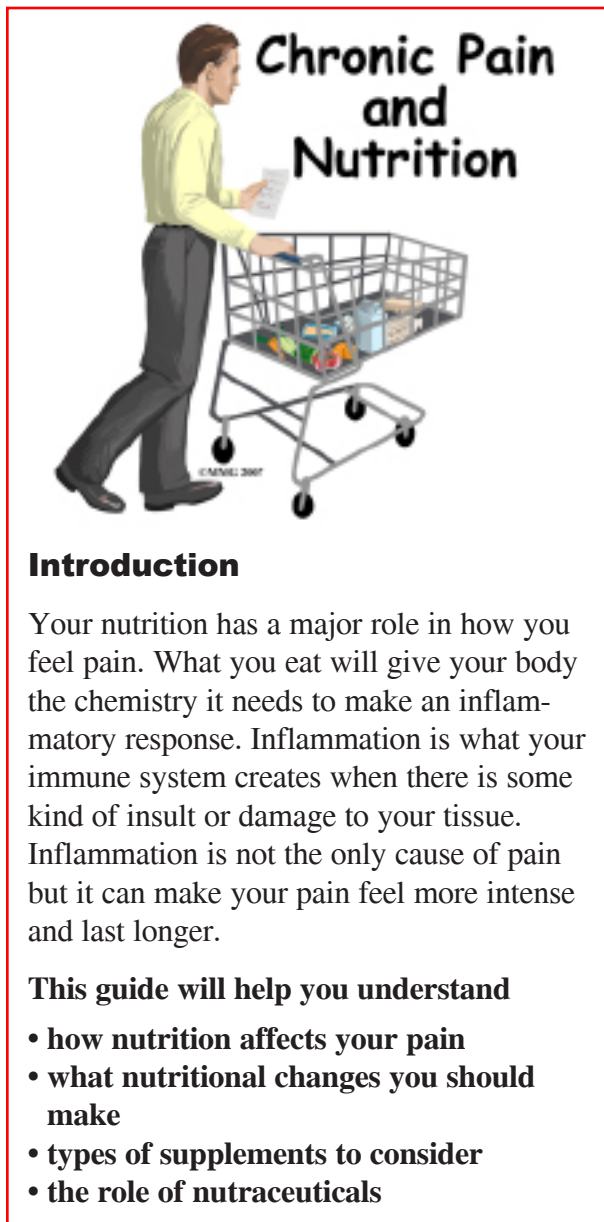 Chronic Pain
and
Nutrition
©MMG 2007
Introduction
Your nutrition has a major role in how you
feel pain. What you eat will give your body
the chemistry it needs to make an inflam-
matory response. Inflammation is what your
immune system creates when there is some
kind of insult or damage to your tissue.
Inflammation is not the only cause of pain
but it can make your pain feel more intense
and last longer.
This guide will help you understand
• how nutrition affects your pain
• what nutritional changes you should
make
• types of supplements to consider
• the role of nutraceuticals